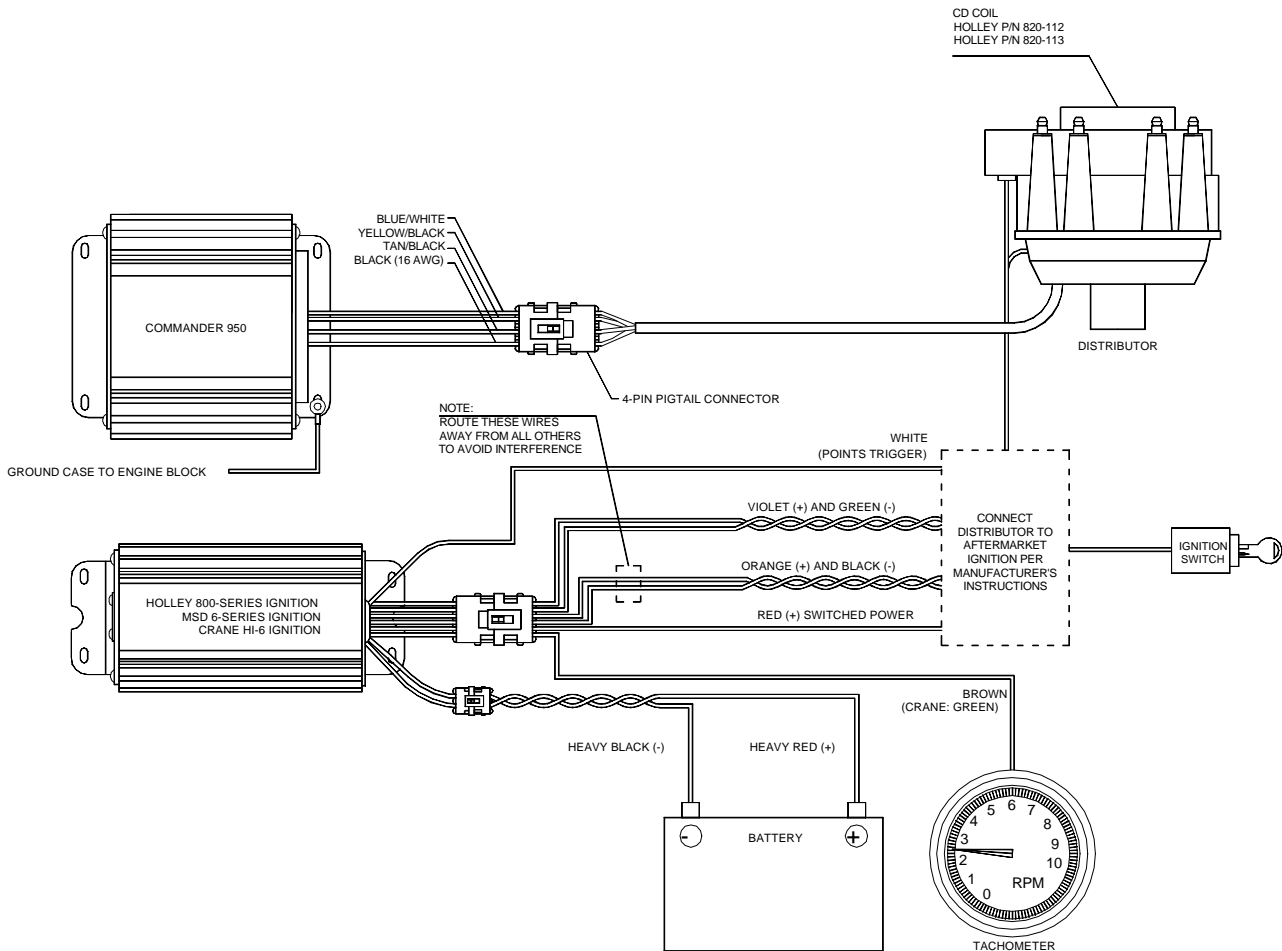 CD COIL
HOLLEY P/N 820-112
HOLLEY P/N 820-113
BLUE/WHITE
YELLOW/BLACK
TAN/BLACK
BLACK (16 AWG)
COMMANDER 950
DISTRIBUTOR
4-PIN PIGTAIL CONNECTOR
NOTE:
ROUTE THESE WIRES
AWAY FROM ALL OTHERS
TO AVOID INTERFERENCE
WHITE
(POINTS TRIGGER)
GROUND CASE TO ENGINE BLOCK
VIOLET (+) AND GREEN (-)
CONNECT
DISTRIBUTOR TO
AFTERMARKET
IGNITION PER
MANUFACTURER'S
INSTRUCTIONS
IGNITION
SWITCH
ORANGE (+) AND BLACK (-)
HOLLEY 800-SERIES IGNITION
MSD 6-SERIES IGNITION
CRANE HI-6 IGNITION
RED (+) SWITCHED POWER
BROWN
(CRANE: GREEN)
HEAVY BLACK (-)
HEAVY RED (+)
-
BATTERY
+
0
1
2
3
4
5
6
7
8
9
10
RPM
TACHOMETER